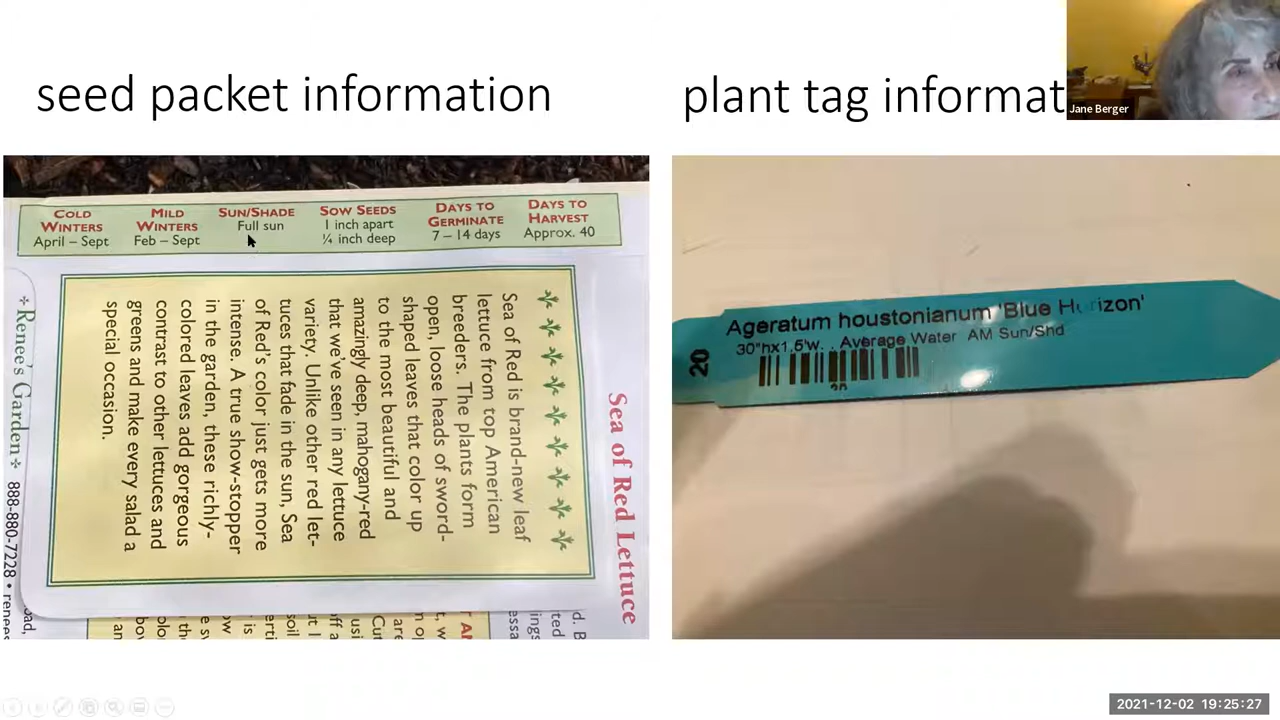 seed packet information
plant tag informat
Jane Berger
COLD
WINTERS
April – Sept
MILD
WINTERS
Feb – Sept
SUN/SHADE
Full sun
SOW SEEDS
1 inch apart
¼ inch deep
DAYS TO
GERMINATE
7 – 14 days
DAYS TO
HARVEST
Approx. 40
Sea of Red Lettuce
Sea of Red is brand-new leaf
lettuce from top American
breeders. The plants form
open, loose heads of sword-
shaped leaves that color up
to the most beautiful and
amazingly deep, mahogany-red
that we've seen in any lettuce
variety. Unlike other red let-
tuces that fade in the sun, Sea
of Red's color just gets more
intense. A true show-stopper
in the garden, these richly-
colored leaves add gorgeous
contrast to other lettuces and
greens and make every salad a
special occasion.
Renee's Garden 888-880-7228 •
Ageratum houstonianum 'Blue Horizon'
30"hx1.5'w. . Average Water AM Sun/Shd
20
2021-12-02 19:25:27